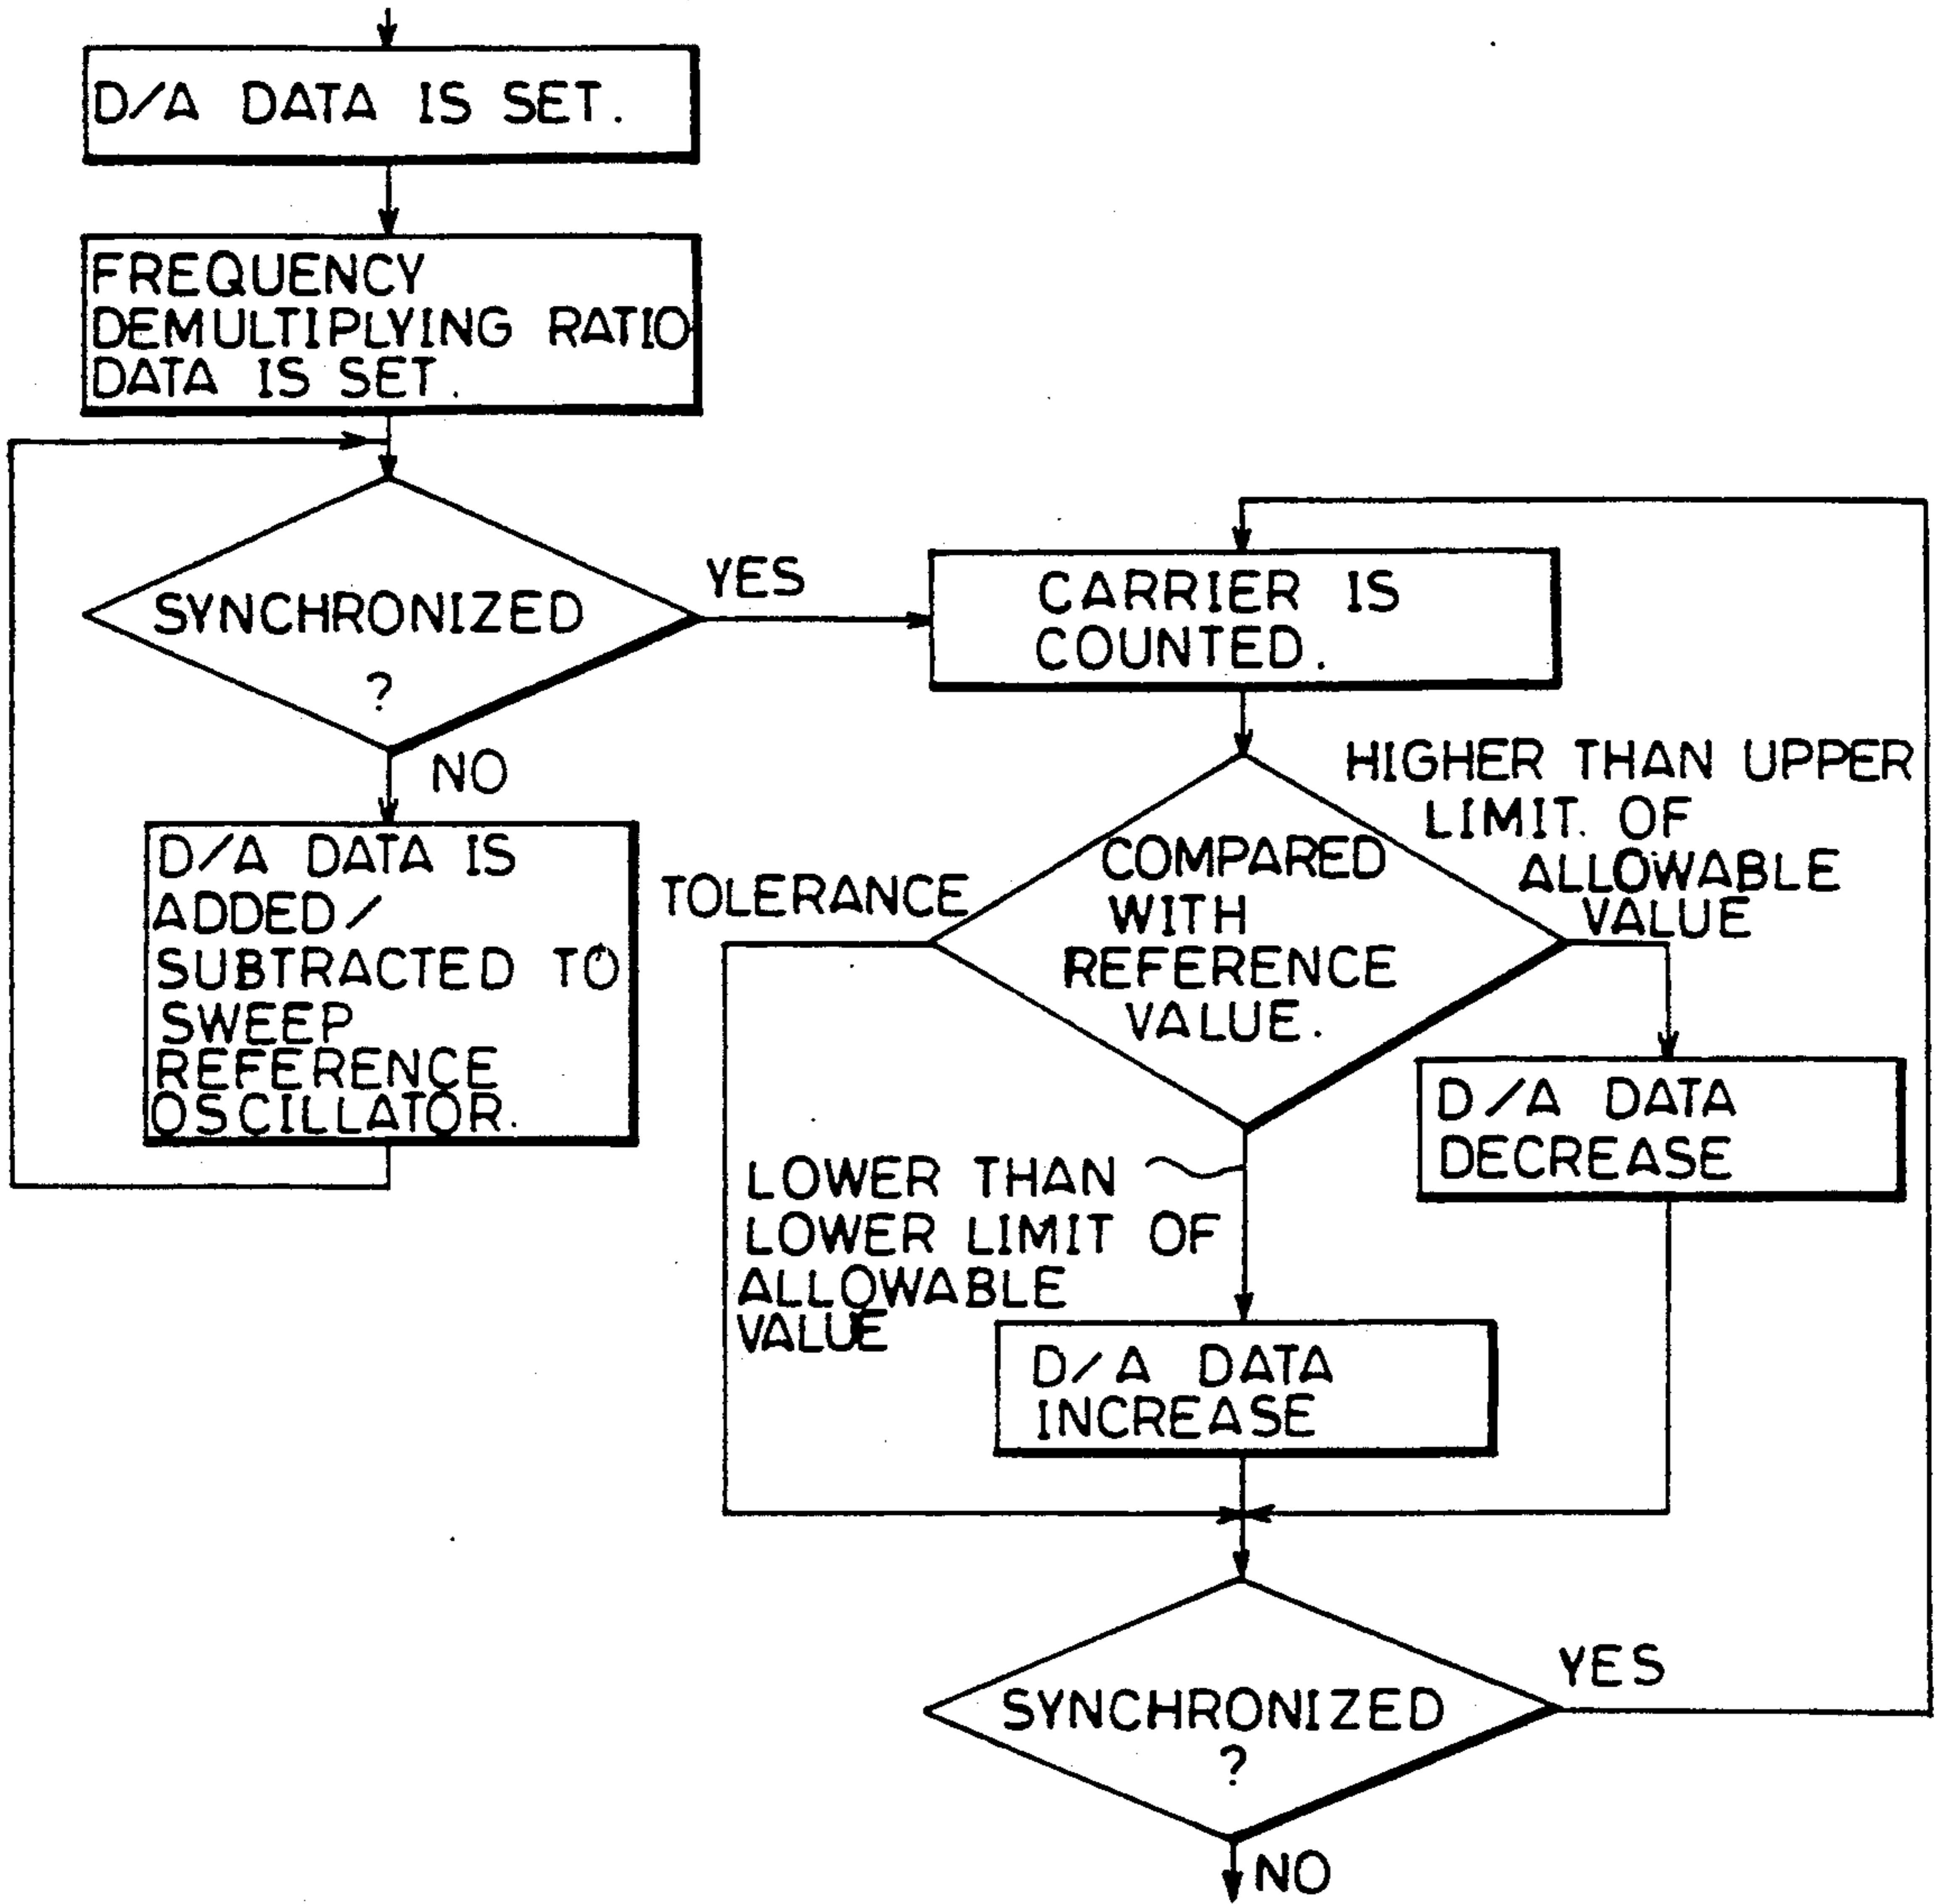 D/A DATA IS SET.
FREQUENCY
DEMULTIPLYING RATIO
DATA IS SET.
SYNCHRONIZED
?
YES
NO
D/A DATA IS
ADDED/
SUBTRACTED TO
SWEEP
REFERENCE
OSCILLATOR.
CARRIER IS
COUNTED.
COMPARED
WITH
REFERENCE
VALUE.
TOLERANCE
HIGHER THAN UPPER
LIMIT. OF
ALLOWABLE
VALUE
D/A DATA
DECREASE
LOWER THAN
LOWER LIMIT OF
ALLOWABLE
VALUE
D/A DATA
INCREASE
SYNCHRONIZED
?
YES
NO